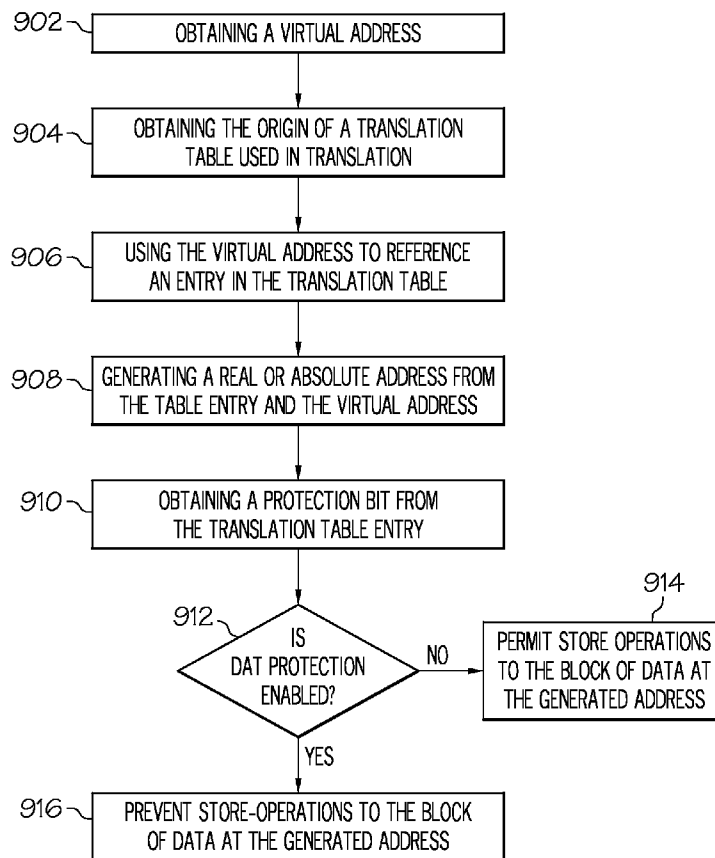 902
OBTAINING A VIRTUAL ADDRESS
904
OBTAINING THE ORIGIN OF A TRANSLATION
TABLE USED IN TRANSLATION
906
USING THE VIRTUAL ADDRESS TO REFERENCE
AN ENTRY IN THE TRANSLATION TABLE
908
GENERATING A REAL OR ABSOLUTE ADDRESS FROM
THE TABLE ENTRY AND THE VIRTUAL ADDRESS
910
OBTAINING A PROTECTION BIT FROM
THE TRANSLATION TABLE ENTRY
912
IS
DAT PROTECTION
ENABLED?
NO
914
PERMIT STORE OPERATIONS
TO THE BLOCK OF DATA AT
THE GENERATED ADDRESS
YES
916
PREVENT STORE-OPERATIONS TO THE BLOCK
OF DATA AT THE GENERATED ADDRESS